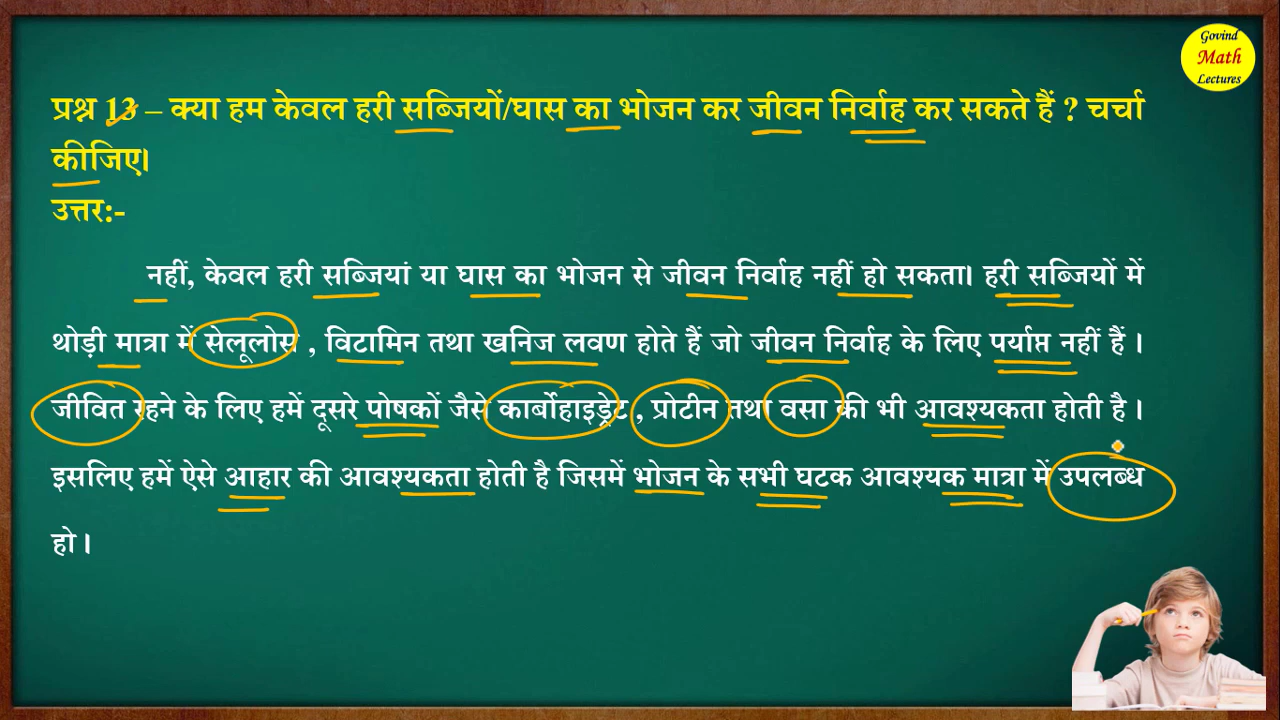 Govind
Math
Lectures
प्रश्न 13 – क्या हम केवल हरी सब्जियों/घास का भोजन कर जीवन निर्वाह कर सकते हैं ? चर्चा
कीजिए।
उत्तर:-
नहीं, केवल हरी सब्जियां या घास का भोजन से जीवन निर्वाह नहीं हो सकता। हरी सब्जियों में
थोड़ी मात्रा में सेलूलोस , विटामिन तथा खनिज लवण होते हैं जो जीवन निर्वाह के लिए पर्याप्त नहीं हैं ।
जीवित रहने के लिए हमें दूसरे पोषकों जैसे कार्बोहाइड्रेट , प्रोटीन तथा वसा की भी आवश्यकता होती है ।
इसलिए हमें ऐसे आहार की आवश्यकता होती है जिसमें भोजन के सभी घटक आवश्यक मात्रा में उपलब्ध
हो ।